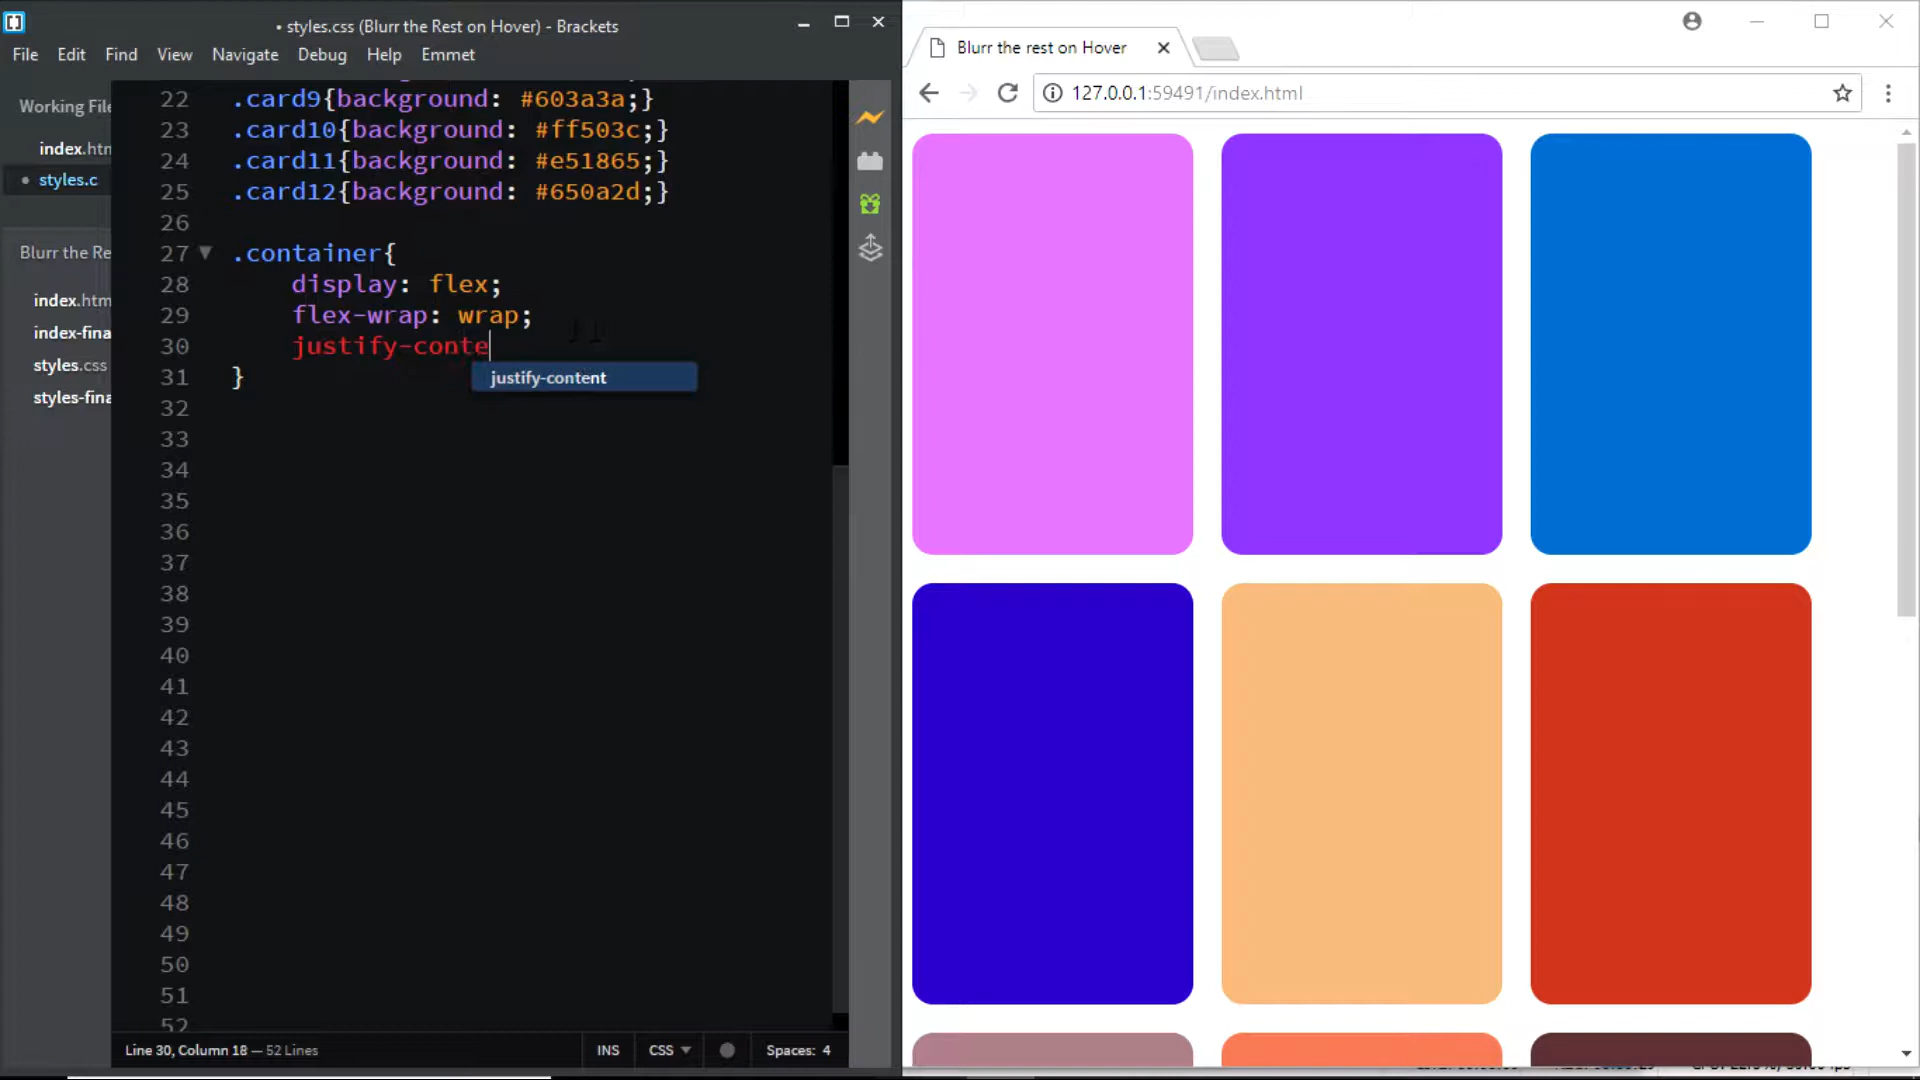 • styles.css (Blurr the Rest on Hover) - Brackets
File Edit Find View Navigate Debug Help Emmet
Working File
index.htm
• styles.c
Blurr the Re
index.htm
index-fina
styles.css
styles-fina
22 .card9{background: #603a3a;}
23 .card10{background: #ff503c;}
24 .card11{background: #e51865;}
25 .card12{background: #650a2d;}
26
27 .container{
28 display: flex;
29 flex-wrap: wrap;
30 justify-conte
justify-content
31 }
32
33
34
35
36
37
38
39
40
41
42
43
44
45
46
47
48
49
50
51
52
Line 30, Column 18 — 52 Lines
INS
CSS
Spaces: 4
Blurr the rest on Hover
127.0.0.1:59491/index.html